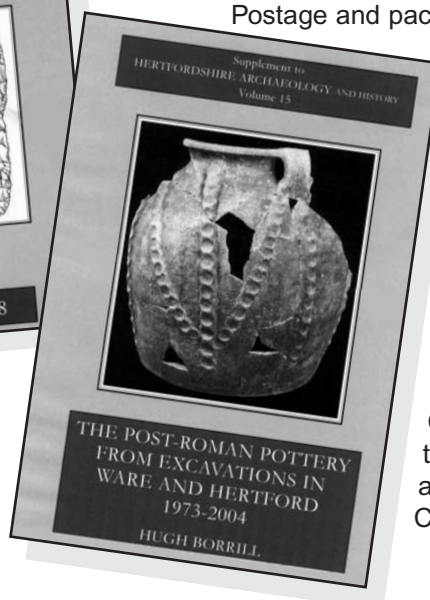 Postage and pac
Supplement to
HERTFORDSHIRE ARCHAEOLOGY AND HISTORY
Volume 15
8
THE POST-ROMAN POTTERY
FROM EXCAVATIONS IN
WARE AND HERTFORD
1973-2004
HUGH BORRILL
t
a
C